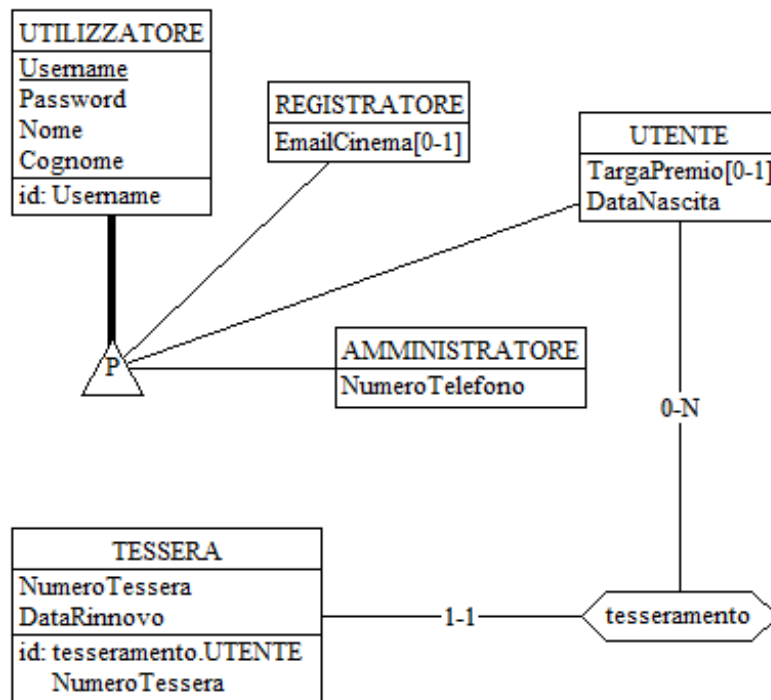 UTILIZZATORE
Username
Password
Nome
Cognome
id: Username
REGISTRATORE
EmailCinema[0-1]
UTENTE
TargaPremio[0-1]
DataNascita
P
AMMINISTRATORE
NumeroTelefono
0-N
TESSERA
NumeroTessera
DataRinnovo
id: tesseramento.UTENTE
NumeroTessera
1-1
tesseramento